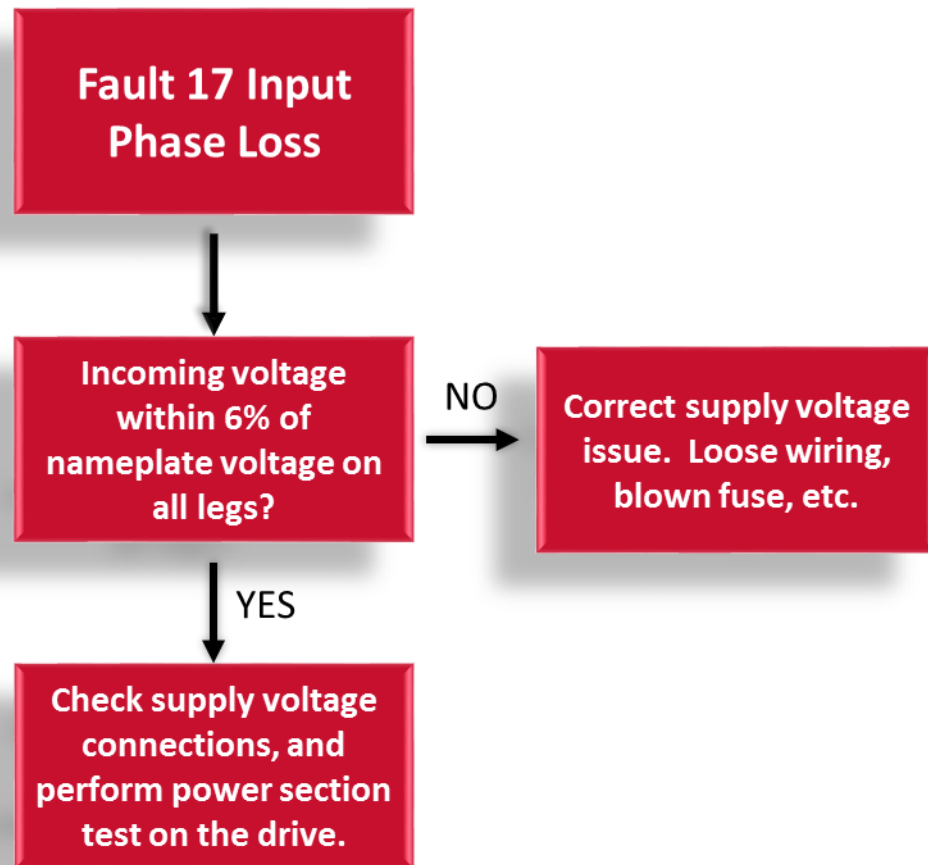 Fault 17 Input
Phase Loss
Incoming voltage
within 6% of
nameplate voltage on
all legs?
NO
Correct supply voltage
issue.  Loose wiring,
blown fuse, etc.
YES
Check supply voltage
connections, and
perform power section
test on the drive.